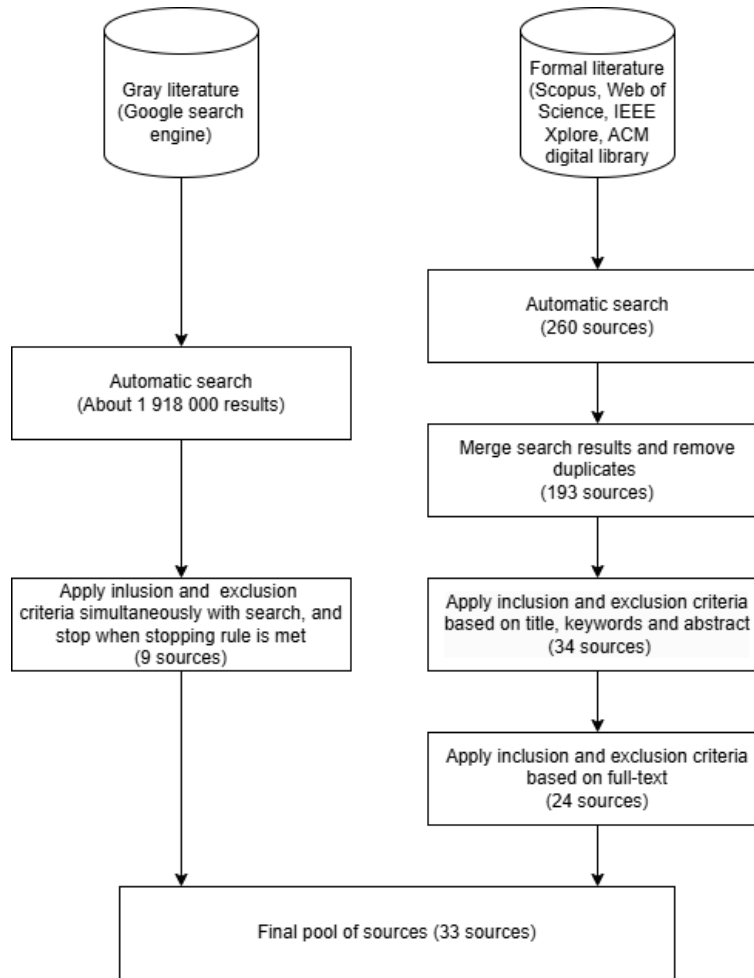 Gray literature
(Google search
engine)
Formal literature
(Scopus, Web of
Science, IEEE
Xplore, ACM
digital library
Automatic search
(260 sources)
Automatic search
(About 1 918 000 results)
Merge search results and remove
duplicates
(193 sources)
Apply inlusion and exclusion
criteria simultaneously with search, and
stop when stopping rule is met
(9 sources)
Apply inclusion and exclusion criteria
based on title, keywords and abstract
(34 sources)
Apply inclusion and exclusion criteria
based on full-text
(24 sources)
Final pool of sources (33 sources)